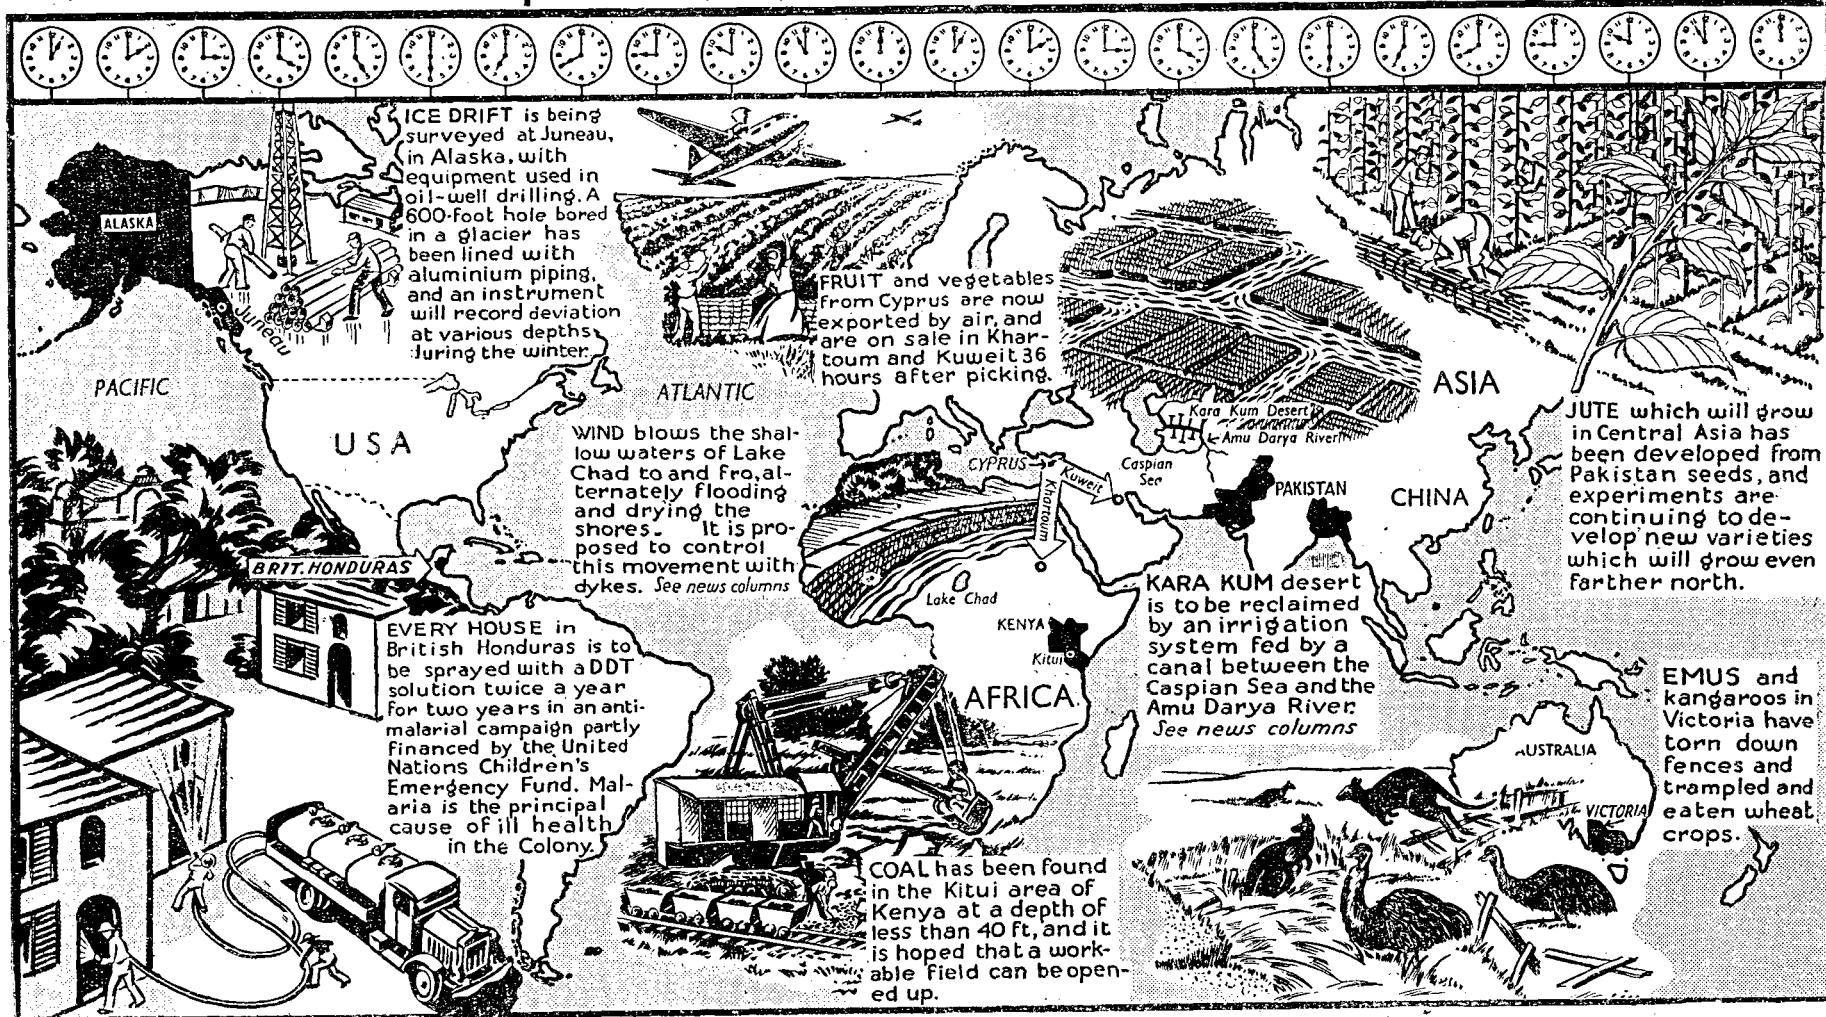 ICE DRIFT is being
surveyed at Juneau,
in Alaska, with
equipment used in
oil-well drilling. A
600-foot hole bored
in a glacier has
been lined with
aluminium piping,
and an instrument
will record deviation
at various depths
during the winter.
ALASKA
Juneau
FRUIT and vegetables
from Cyprus are now
exported by air, and
are on sale in Khar-
toum and Kuweit 36
hours after picking.
PACIFIC
ATLANTIC
ASIA
USA
WIND blows the shal-
low waters of Lake
Chad to and fro, al-
ternately flooding
and drying the
shores. It is pro-
posed to control
this movement with
dykes. See news columns
Kara Kum Desert
Amu Darya River
CYPRUS
Kuweit
Khartoum
Caspian
Sea
PAKISTAN
CHINA
JUTE which will grow
in Central Asia has
been developed from
Pakistan seeds, and
experiments are
continuing to de-
velop new varieties
which will grow even
farther north.
BRIT. HONDURAS
Lake Chad
KENYA
Kitui
AFRICA
EVERY HOUSE in
British Honduras is to
be sprayed with a DDT
solution twice a year
for two years in an anti-
malarial campaign partly
financed by the United
Nations Children's
Emergency Fund. Mal-
aria is the principal
cause of ill health
in the Colony.
KARA KUM desert
is to be reclaimed
by an irrigation
system fed by a
canal between the
Caspian Sea and the
Amu Darya River.
See news columns
EMUS and
kangaroos in
Victoria have
torn down
fences and
trampled and
eaten wheat
crops.
AUSTRALIA
VICTORIA
COAL has been found
in the Kitui area of
Kenya at a depth of
less than 40 ft, and it
is hoped that a work-
able field can be open-
ed up.